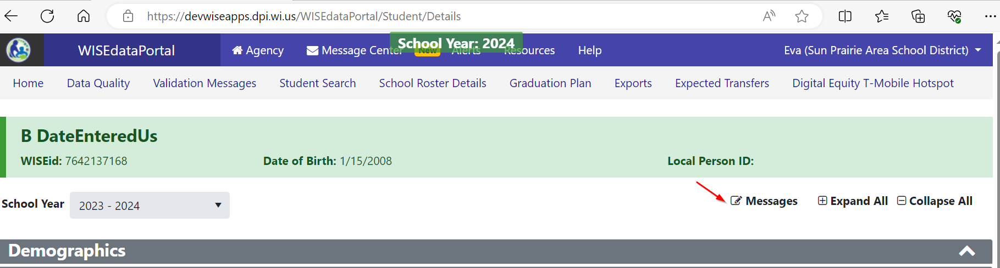 https://devwiseapps.dpi.wi.us/WISEdataPortal/Student/Details
School Year: 2024
WISEdataPortal Agency Message Center New Alerts Resources Help Eva (Sun Prairie Area School District)
Home Data Quality Validation Messages Student Search School Roster Details Graduation Plan Exports Expected Transfers Digital Equity T-Mobile Hotspot
B DateEnteredUs
WISEid: 7642137168 Date of Birth: 1/15/2008 Local Person ID:
School Year 2023 - 2024 Messages Expand All Collapse All
Demographics